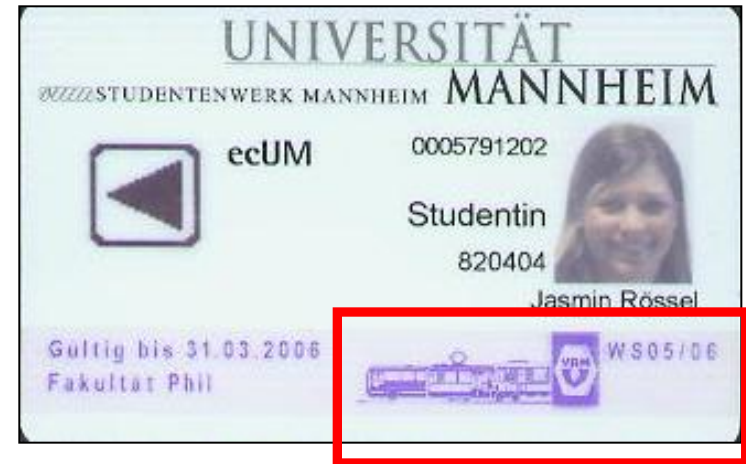 UNIVERSITÄT
STUDENTENWERK MANNHEIM MANNHEIM
ecUM 0005791202
Studentin
820404
Jasmin Rössel
Gültig bis 31.03.2006 VRN WS05/06
Fakultät Phil